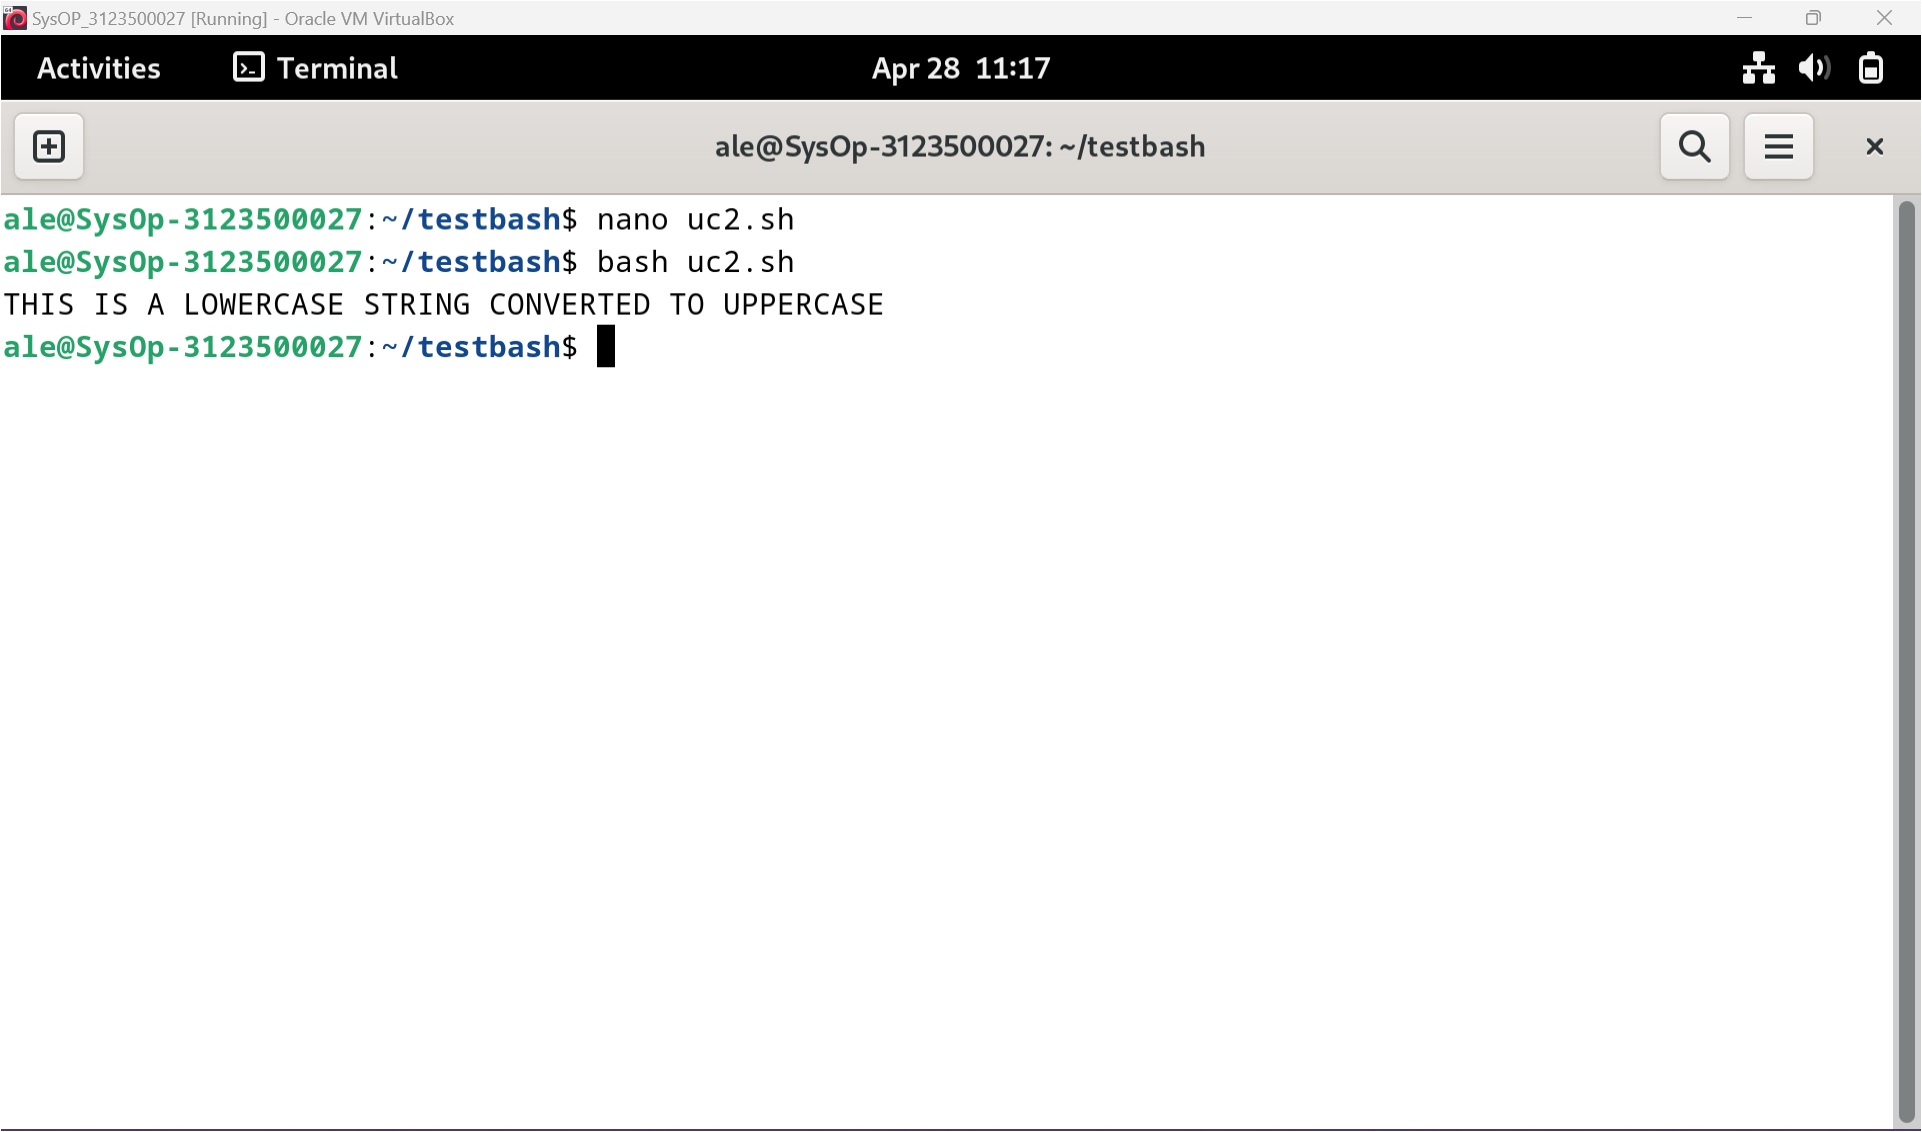 SysOP_3123500027 [Running] - Oracle VM VirtualBox
Activities Terminal Apr 28 11:17
ale@SysOp-3123500027: ~/testbash
ale@SysOp-3123500027:~/testbash$ nano uc2.sh
ale@SysOp-3123500027:~/testbash$ bash uc2.sh
THIS IS A LOWERCASE STRING CONVERTED TO UPPERCASE
ale@SysOp-3123500027:~/testbash$